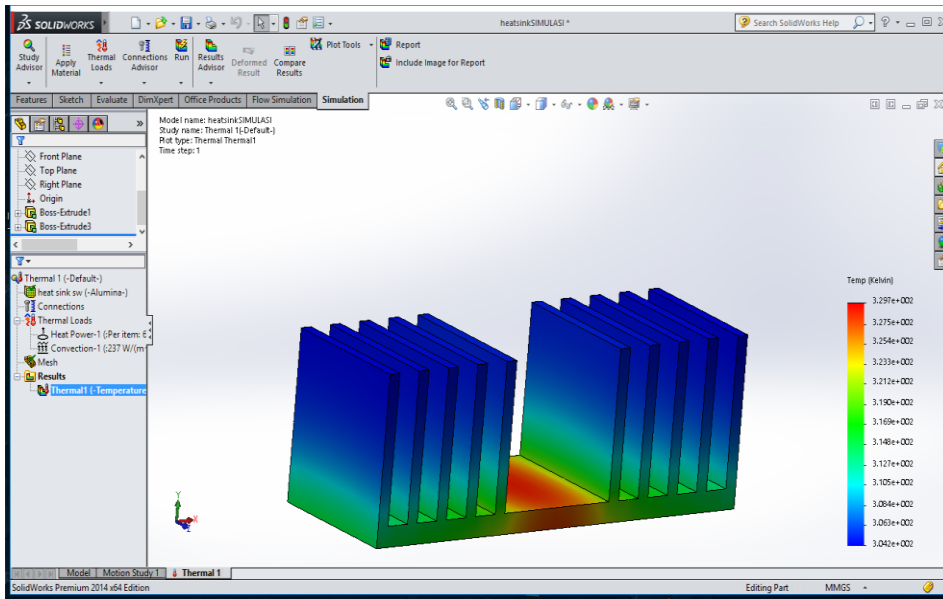 SOLIDWORKS
heatsinkSIMULASI *
Search SolidWorks Help
Study Advisor
Apply Material
Thermal Loads
Connections Advisor
Run
Results Advisor
Deformed Result
Compare Results
Plot Tools
Report
Include Image for Report
Features Sketch Evaluate DimXpert Office Products Flow Simulation Simulation
Model name: heatsinkSIMULASI
Study name: Thermal 1(-Default-)
Plot type: Thermal Thermal1
Time step: 1
Front Plane
Top Plane
Right Plane
Origin
Boss-Extrude1
Boss-Extrude3
Thermal 1 (-Default-)
heat sink sw (-Alumina-)
Connections
Thermal Loads
Heat Power-1 (:Per item: 6
Convection-1 (:237 W/(m
Mesh
Results
Thermal1 (-Temperature
Temp (Kelvin)
3.297e+002
3.275e+002
3.254e+002
3.233e+002
3.212e+002
3.190e+002
3.169e+002
3.148e+002
3.127e+002
3.105e+002
3.084e+002
3.063e+002
3.042e+002
Y
X
Z
Model Motion Study 1 Thermal 1
SolidWorks Premium 2014 x64 Edition
Editing Part
MMGS